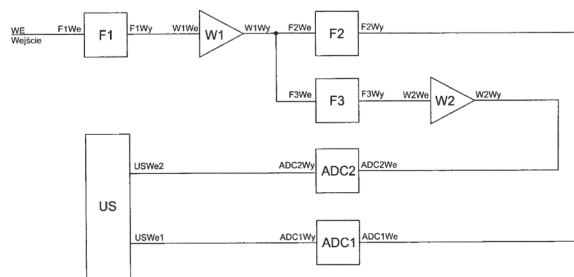 WE
Wejście
F1We
F1
F1Wy
W1We
W1
W1Wy
F2We
F2
F2Wy
F3We
F3
F3Wy
W2We
W2
W2Wy
US
USWe2
ADC2Wy
ADC2
ADC2We
USWe1
ADC1Wy
ADC1
ADC1We